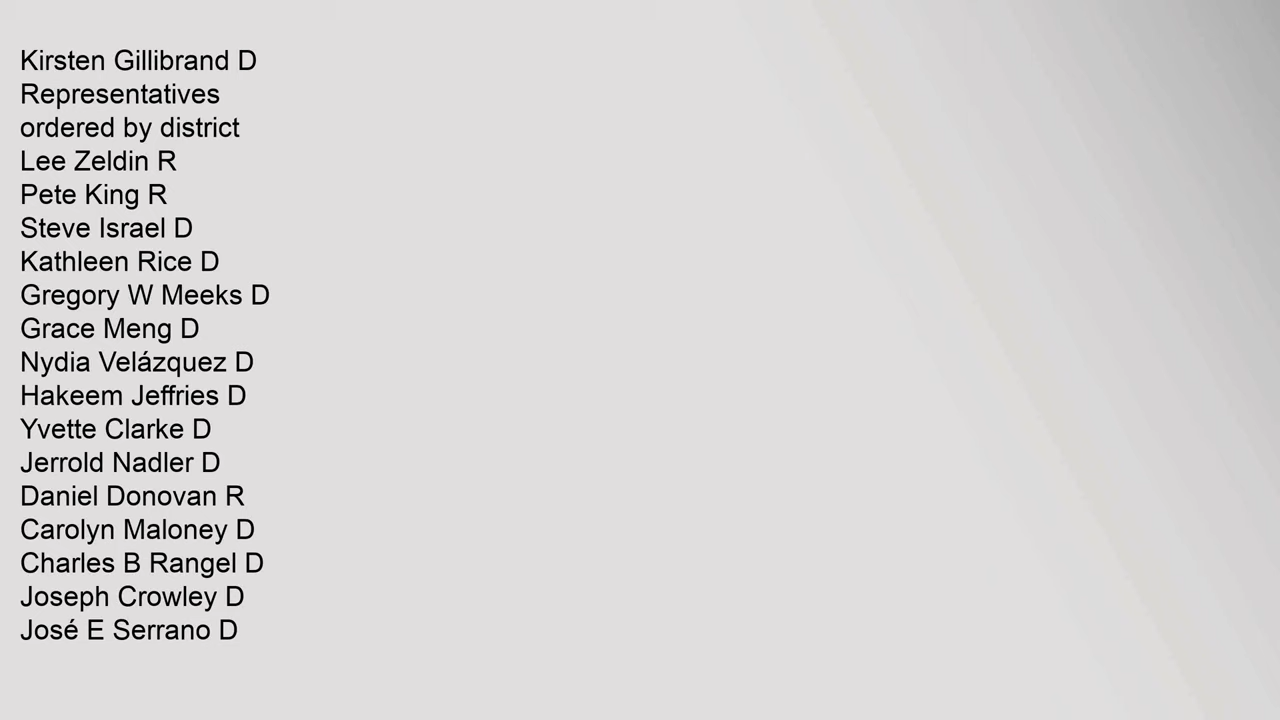 Kirsten Gillibrand D
Representatives
ordered by district
Lee Zeldin R
Pete King R
Steve Israel D
Kathleen Rice D
Gregory W Meeks D
Grace Meng D
Nydia Velázquez D
Hakeem Jeffries D
Yvette Clarke D
Jerrold Nadler D
Daniel Donovan R
Carolyn Maloney D
Charles B Rangel D
Joseph Crowley D
José E Serrano D